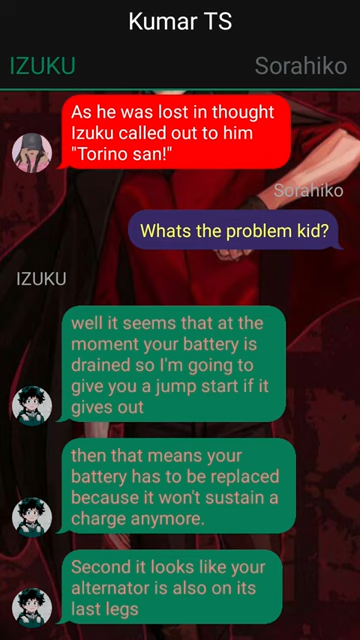 Kumar TS
IZUKU
Sorahiko
As he was lost in thought
Izuku called out to him
"Torino san!"
Sorahiko
Whats the problem kid?
IZUKU
well it seems that at the
moment your battery is
drained so I'm going to
give you a jump start if it
gives out
then that means your
battery has to be replaced
because it won't sustain a
charge anymore.
Second it looks like your
alternator is also on its
last legs